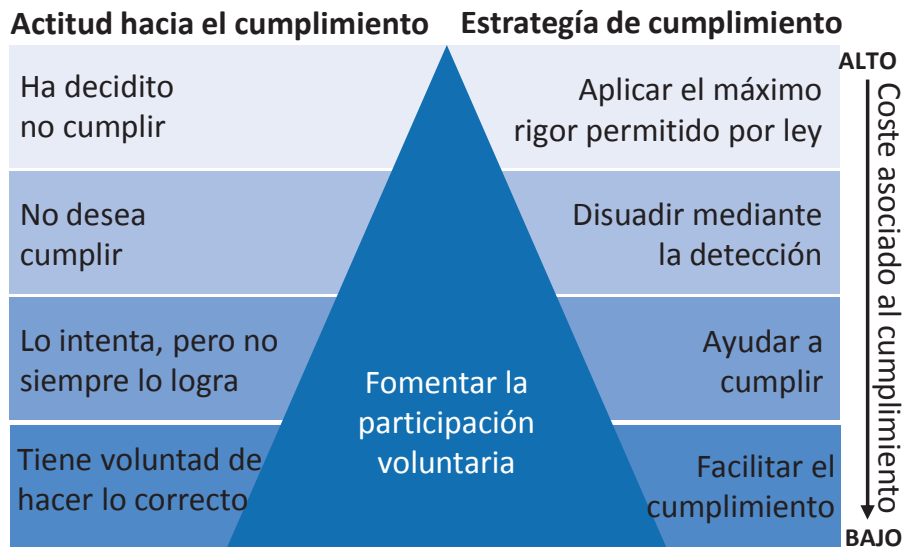 Actitud hacia el cumplimiento
Estrategía de cumplimiento
ALTO
Ha decidito
no cumplir
Aplicar el máximo
rigor permitido por ley
No desea
cumplir
Disuadir mediante
la detección
Lo intenta, pero no
siempre lo logra
Ayudar a
cumplir
Tiene voluntad de
hacer lo correcto
Facilitar el
cumplimiento
Fomentar la
participación
voluntaria
Coste asociado al cumplimiento
BAJO